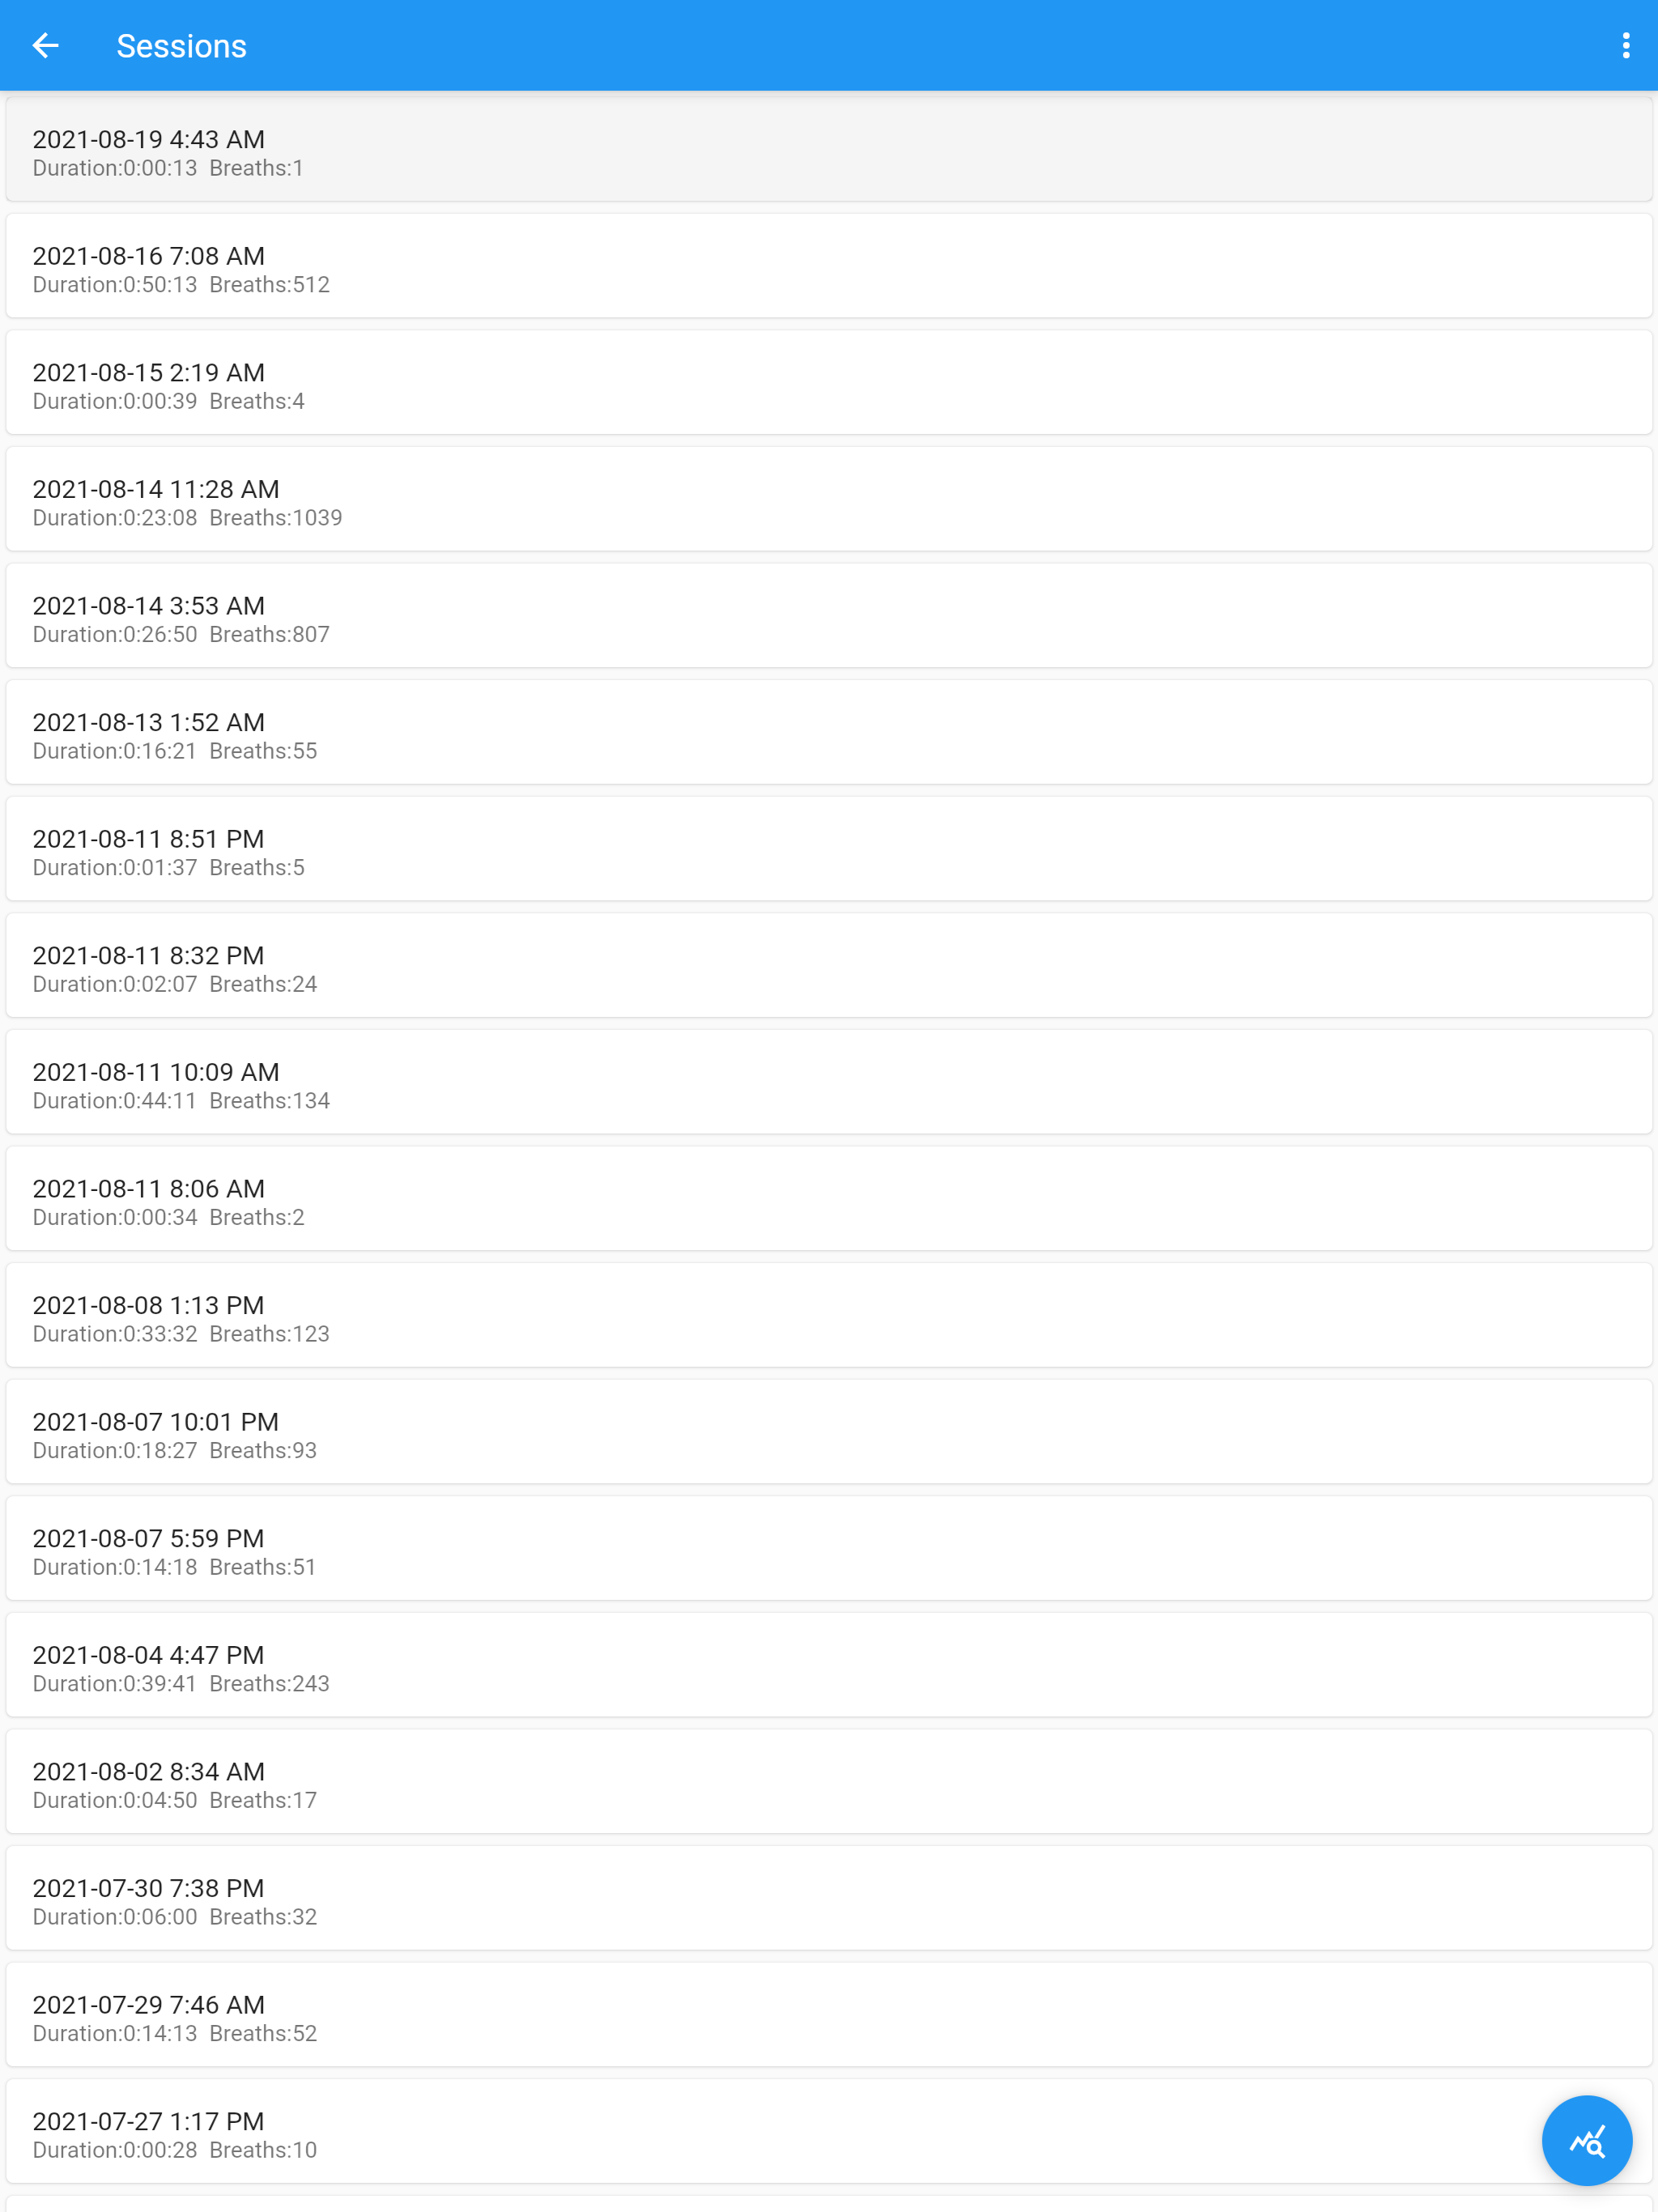 Sessions
2021-08-19 4:43 AM
Duration:0:00:13  Breaths:1
2021-08-16 7:08 AM
Duration:0:50:13  Breaths:512
2021-08-15 2:19 AM
Duration:0:00:39  Breaths:4
2021-08-14 11:28 AM
Duration:0:23:08  Breaths:1039
2021-08-14 3:53 AM
Duration:0:26:50  Breaths:807
2021-08-13 1:52 AM
Duration:0:16:21  Breaths:55
2021-08-11 8:51 PM
Duration:0:01:37  Breaths:5
2021-08-11 8:32 PM
Duration:0:02:07  Breaths:24
2021-08-11 10:09 AM
Duration:0:44:11  Breaths:134
2021-08-11 8:06 AM
Duration:0:00:34  Breaths:2
2021-08-08 1:13 PM
Duration:0:33:32  Breaths:123
2021-08-07 10:01 PM
Duration:0:18:27  Breaths:93
2021-08-07 5:59 PM
Duration:0:14:18  Breaths:51
2021-08-04 4:47 PM
Duration:0:39:41  Breaths:243
2021-08-02 8:34 AM
Duration:0:04:50  Breaths:17
2021-07-30 7:38 PM
Duration:0:06:00  Breaths:32
2021-07-29 7:46 AM
Duration:0:14:13  Breaths:52
2021-07-27 1:17 PM
Duration:0:00:28  Breaths:10